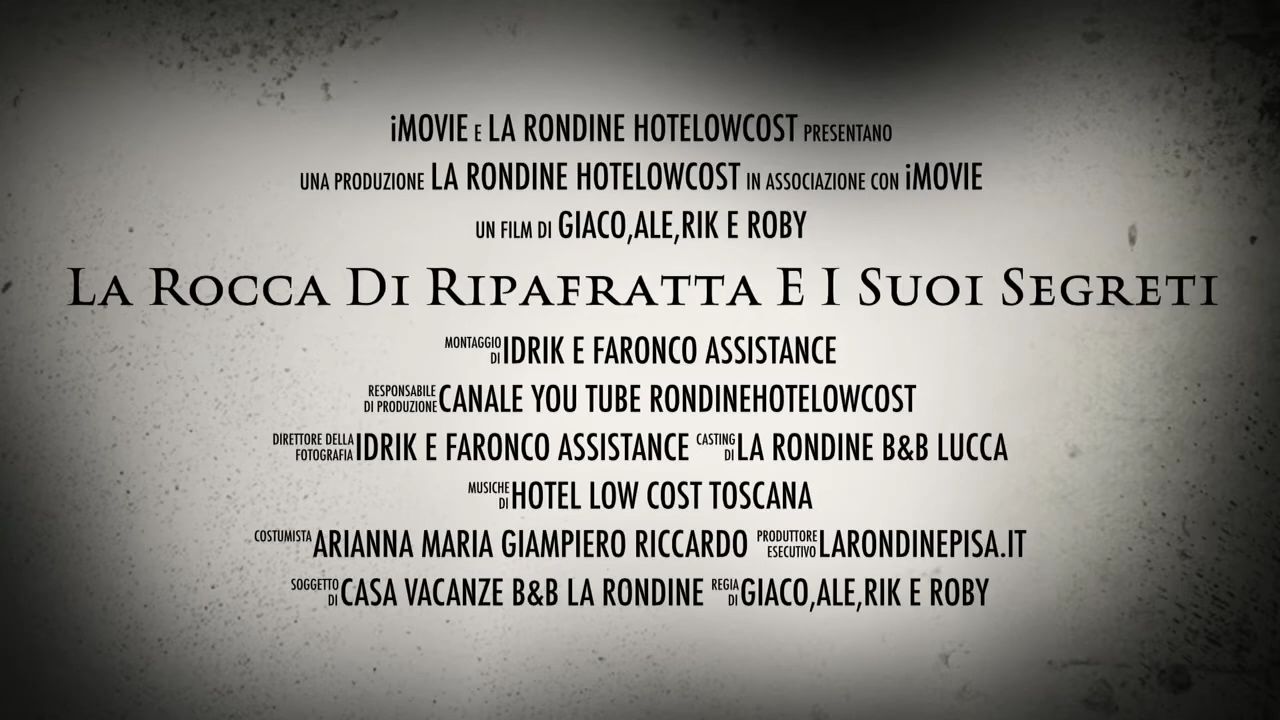 iMOVIE E LA RONDINE HOTELOWCOST PRESENTANO
UNA PRODUZIONE LA RONDINE HOTELOWCOST IN ASSOCIAZIONE CON iMOVIE
UN FILM DI GIACO,ALE,RIK E ROBY
LA ROCCA DI RIPAFRATTA E I SUOI SEGRETI
MONTAGGIO DI IDRIK E FARONCO ASSISTANCE
RESPONSABILE DI PRODUZIONE CANALE YOU TUBE RONDINEHOTELOWCOST
DIRETTORE DELLA FOTOGRAFIA IDRIK E FARONCO ASSISTANCE CASTING DI LA RONDINE B&B LUCCA
MUSICHE DI HOTEL LOW COST TOSCANA
COSTUMISTA ARIANNA MARIA GIAMPIERO RICCARDO PRODUTTORE ESECUTIVO LARONDINEPISA.IT
SOGGETTO DI CASA VACANZE B&B LA RONDINE REGIA DI GIACO,ALE,RIK E ROBY